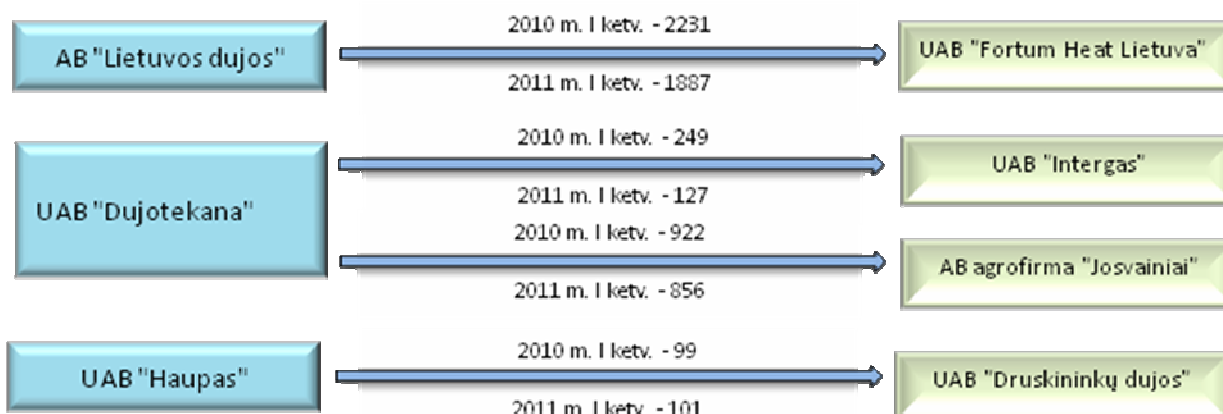 2010 m. I ketv. - 2231
AB "Lietuvos dujos"
UAB "Fortum Heat Lietuva"
2011 m. I ketv. - 1887
2010 m. I ketv. - 249
UAB "Intergas"
2011 m. I ketv. - 127
UAB "Dujotekana"
2010 m. I ketv. - 922
AB agrofirma "Josvainiai"
2011 m. I ketv. - 856
2010 m. I ketv. - 99
UAB "Haupas"
UAB "Druskininkų dujos"
2011 m. I ketv. - 101